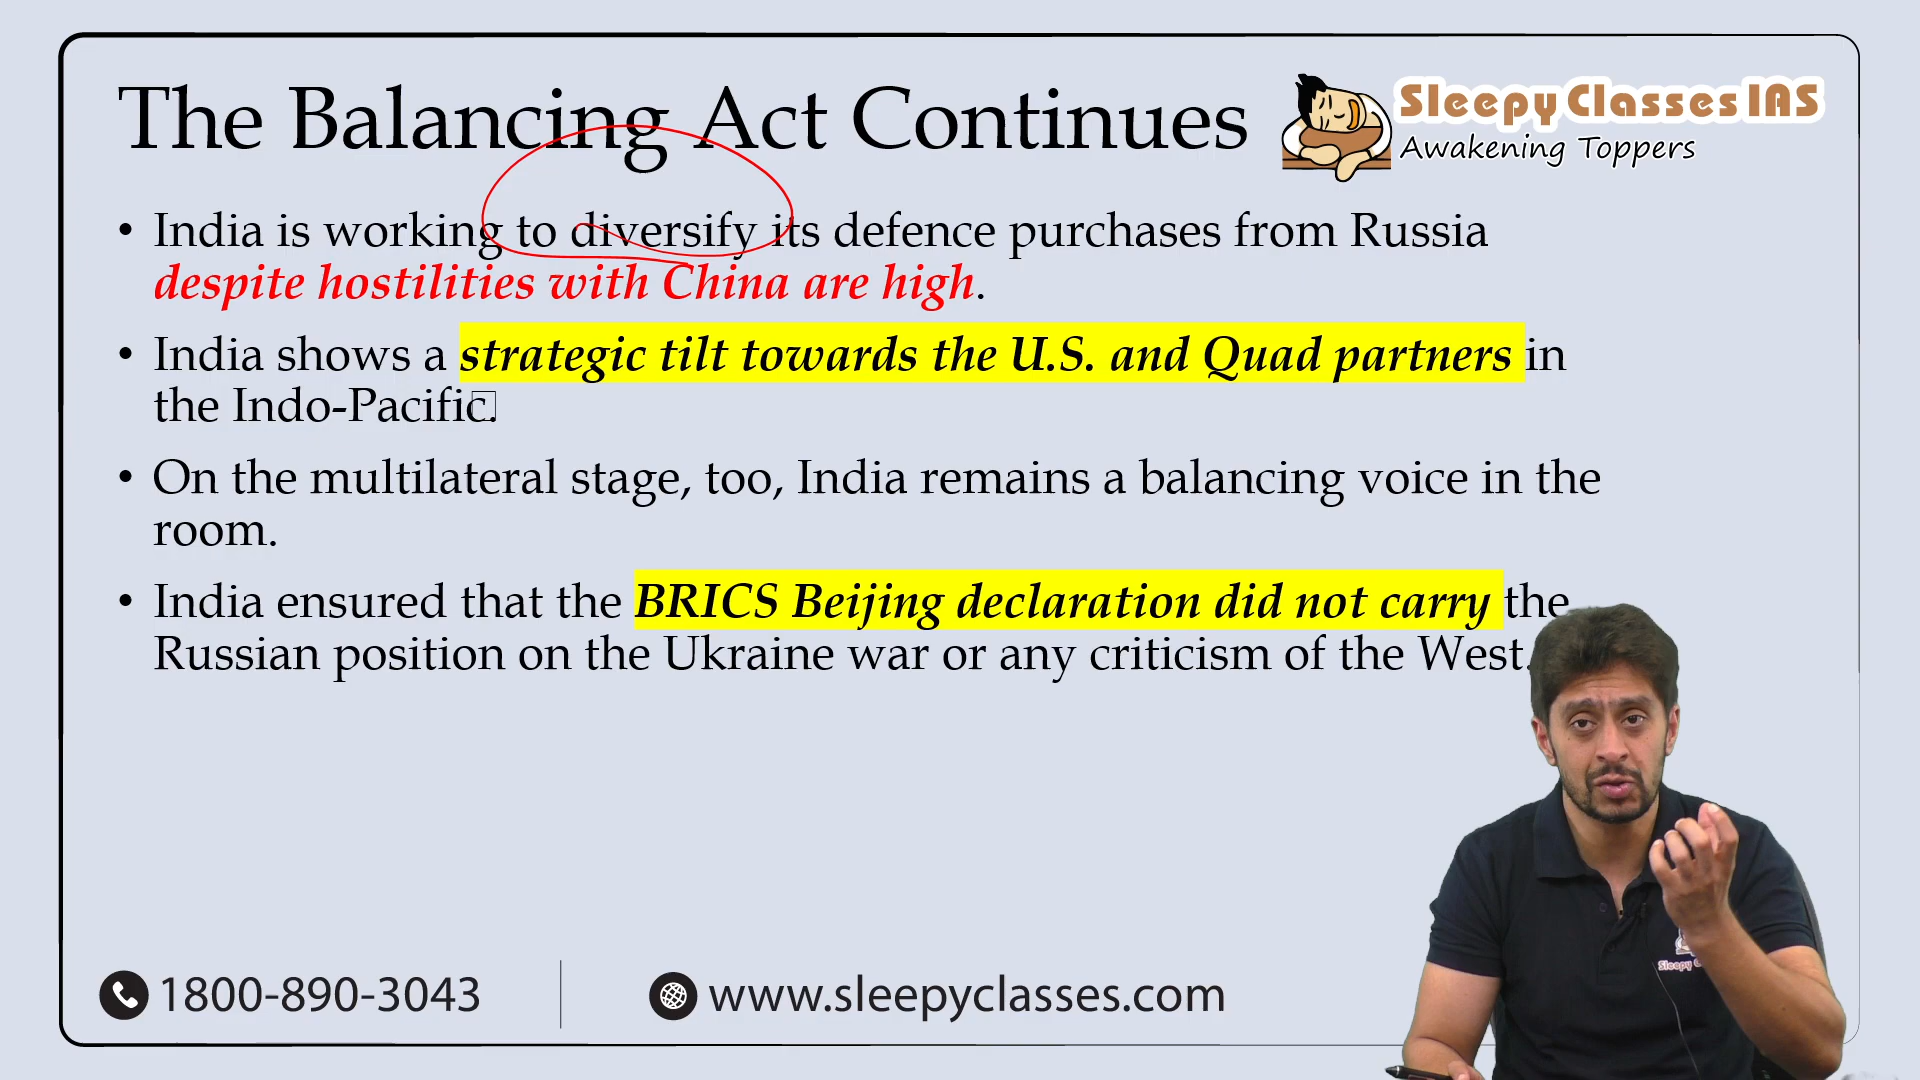 The Balancing Act Continues
Sleepy Classes IAS
Awakening Toppers
• India is working to diversify its defence purchases from Russia
despite hostilities with China are high.
• India shows a strategic tilt towards the U.S. and Quad partners in
the Indo-Pacific.
• On the multilateral stage, too, India remains a balancing voice in the
room.
• India ensured that the BRICS Beijing declaration did not carry the
Russian position on the Ukraine war or any criticism of the West.
Sleepy
1800-890-3043
www.sleepyclasses.com